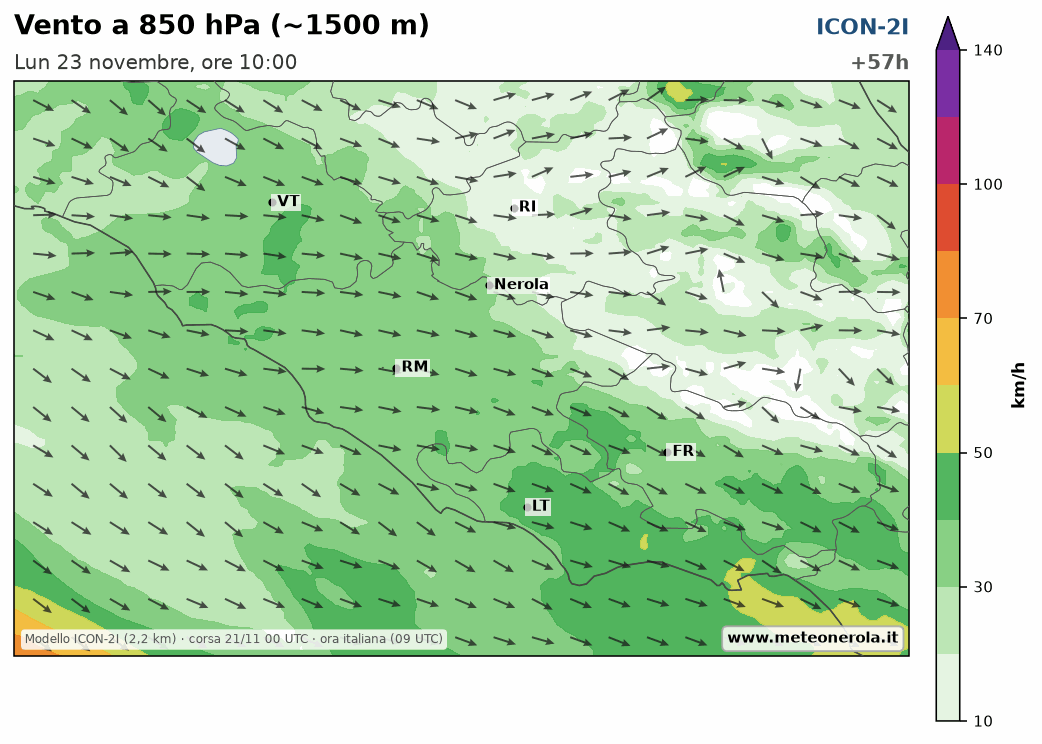 Vento a 850 hPa (~1500 m)
ICON-2I
Lun 23 novembre, ore 10:00
+57h
140
100
70
50
30
10
km/h
VT
RI
Nerola
RM
FR
LT
Modello ICON-2I (2,2 km) · corsa 21/11 00 UTC · ora italiana (09 UTC)
www.meteonerola.it